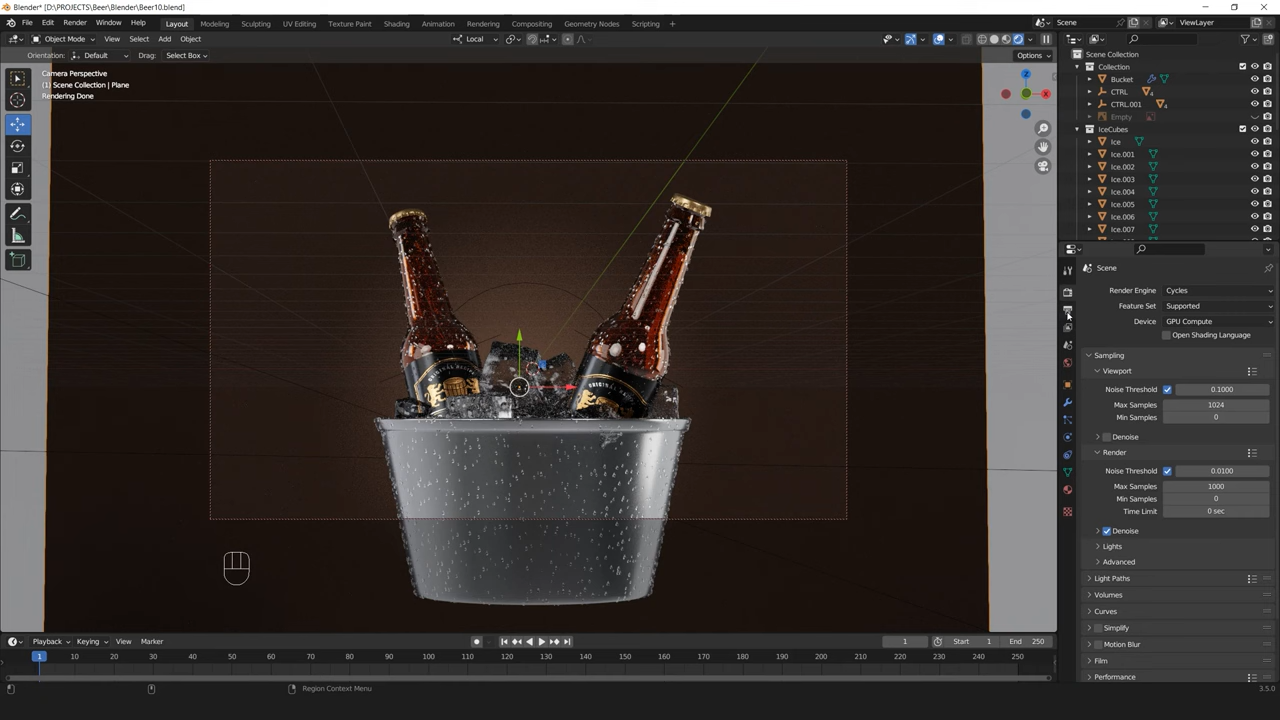 Blender* [D:\PROJECTS\Beer\Blender\Beer10.blend]
File Edit Render Window Help Layout Modeling Sculpting UV Editing Texture Paint Shading Animation Rendering Compositing Geometry Nodes Scripting + Scene ViewLayer
Object Mode View Select Add Object Local
Orientation: Default Drag: Select Box Options
Camera Perspective
(1) Scene Collection | Plane
Rendering Done
Z
X
Scene Collection
Collection
Bucket
CTRL 4
CTRL.001 4
Empty
IceCubes
Ice
Ice.001
Ice.002
Ice.003
Ice.004
Ice.005
Ice.006
Ice.007
Scene
Render Engine Cycles
Feature Set Supported
Device GPU Compute
Open Shading Language
Sampling
Viewport
Noise Threshold 0.1000
Max Samples 1024
Min Samples 0
Denoise
Render
Noise Threshold 0.0100
Max Samples 1000
Min Samples 0
Time Limit 0 sec
Denoise
Lights
Advanced
Light Paths
Volumes
Curves
Simplify
Motion Blur
Film
Performance
ORIGINAL
ORIGINAL
Playback Keying View Marker 1 Start 1 End 250
1 10 20 30 40 50 60 70 80 90 100 110 120 130 140 150 160 170 180 190 200 210 220 230 240 250
Region Context Menu 3.5.0